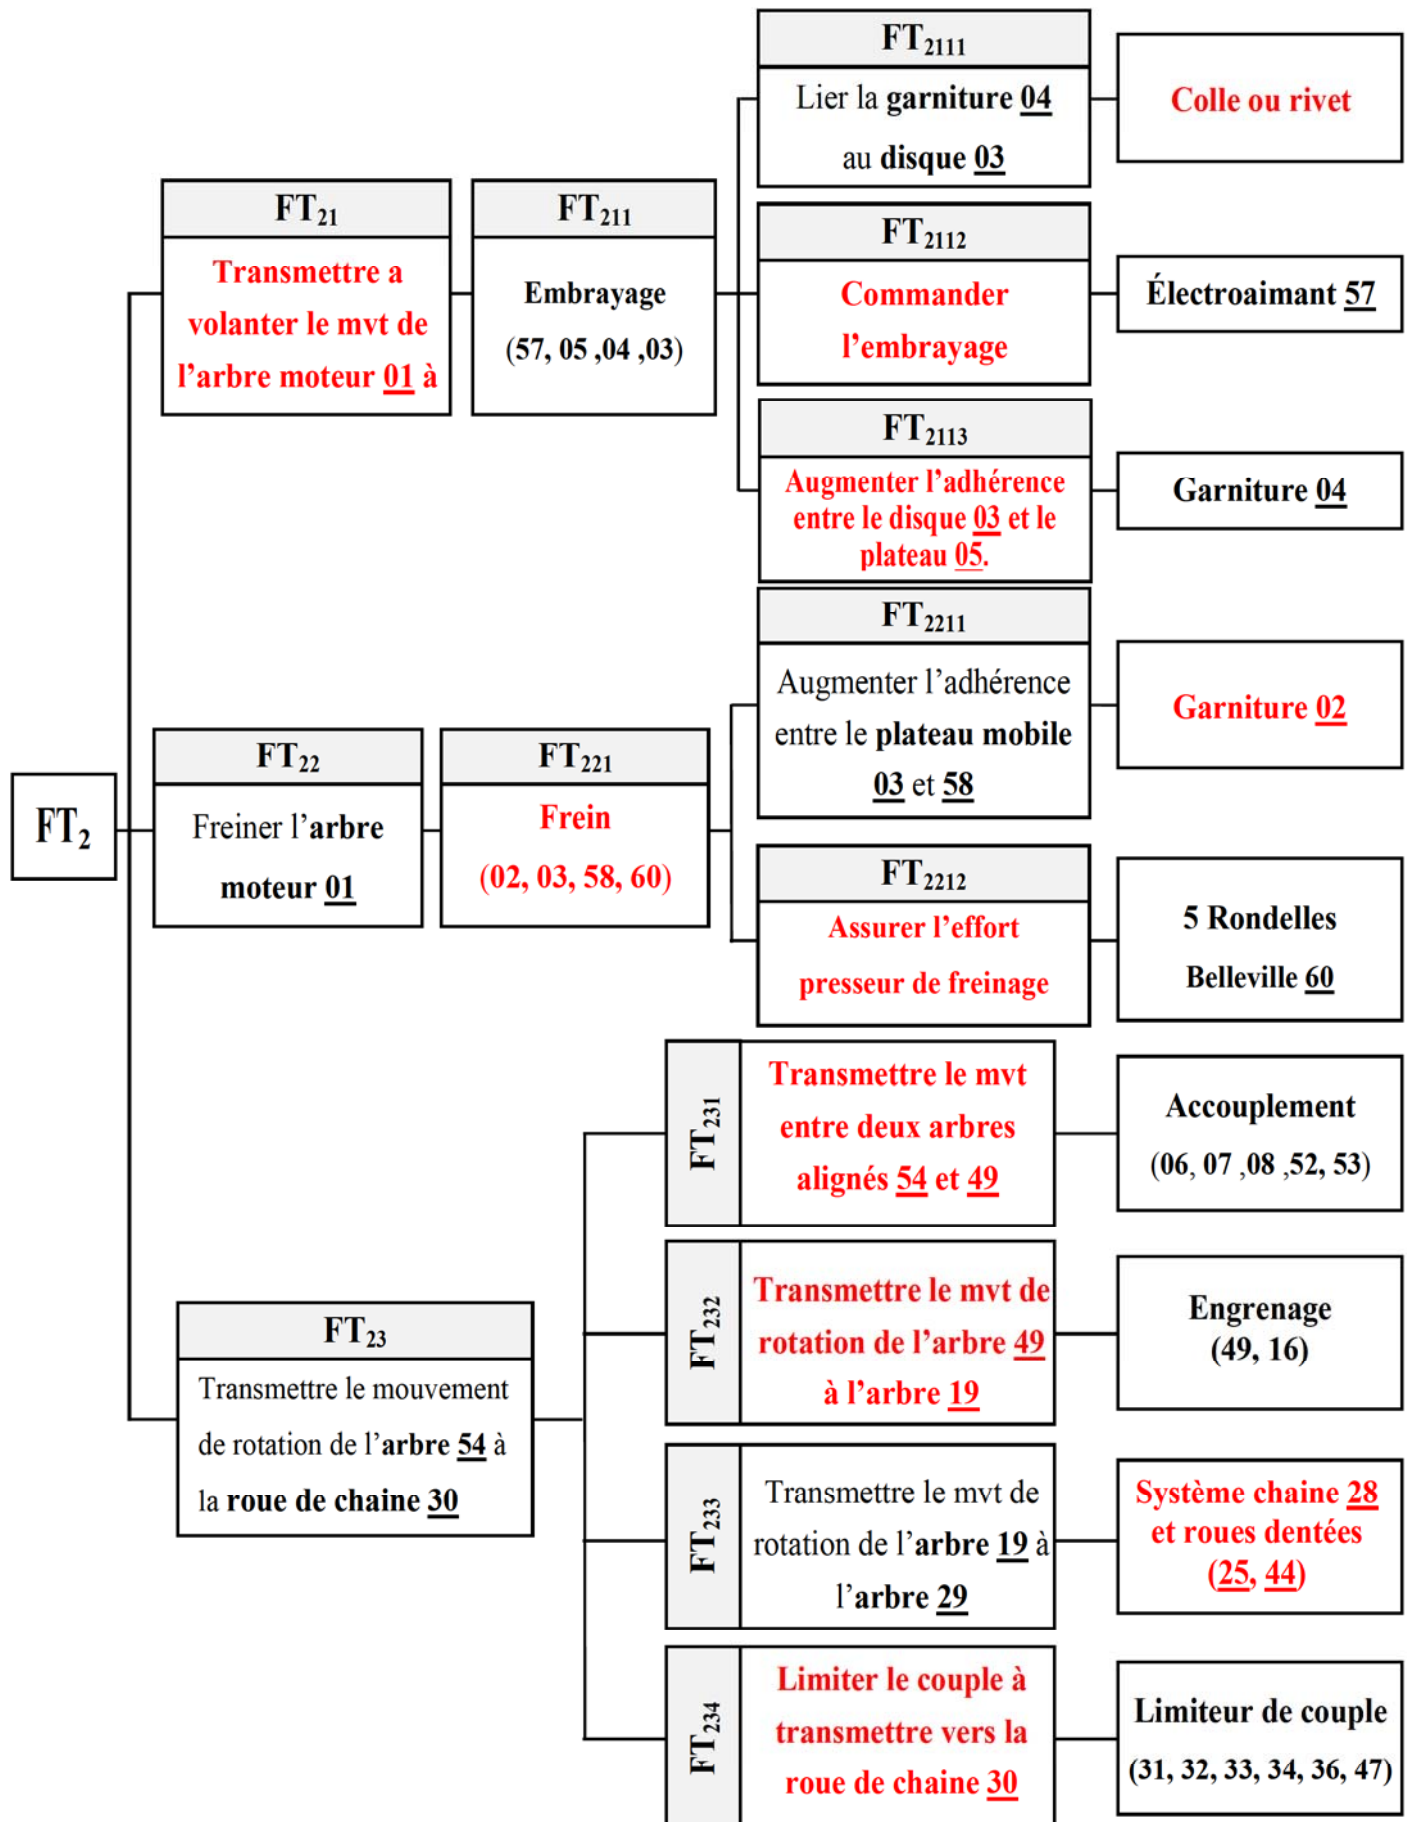 FT2
FT21
Transmettre a
volanter le mvt de
l'arbre moteur 01 à
FT211
Embrayage
(57, 05 ,04 ,03)
FT2111
Lier la garniture 04
au disque 03
Colle ou rivet
FT2112
Commander
l'embrayage
Électroaimant 57
FT2113
Augmenter l'adhérence
entre le disque 03 et le
plateau 05.
Garniture 04
FT22
Freiner l'arbre
moteur 01
FT221
Frein
(02, 03, 58, 60)
FT2211
Augmenter l'adhérence
entre le plateau mobile
03 et 58
Garniture 02
FT2212
Assurer l'effort
presseur de freinage
5 Rondelles
Belleville 60
FT23
Transmettre le mouvement
de rotation de l'arbre 54 à
la roue de chaine 30
FT231
Transmettre le mvt
entre deux arbres
alignés 54 et 49
Accouplement
(06, 07 ,08 ,52, 53)
FT232
Transmettre le mvt de
rotation de l'arbre 49
à l'arbre 19
Engrenage
(49, 16)
FT233
Transmettre le mvt de
rotation de l'arbre 19 à
l'arbre 29
Système chaine 28
et roues dentées
(25, 44)
FT234
Limiter le couple à
transmettre vers la
roue de chaine 30
Limiteur de couple
(31, 32, 33, 34, 36, 47)